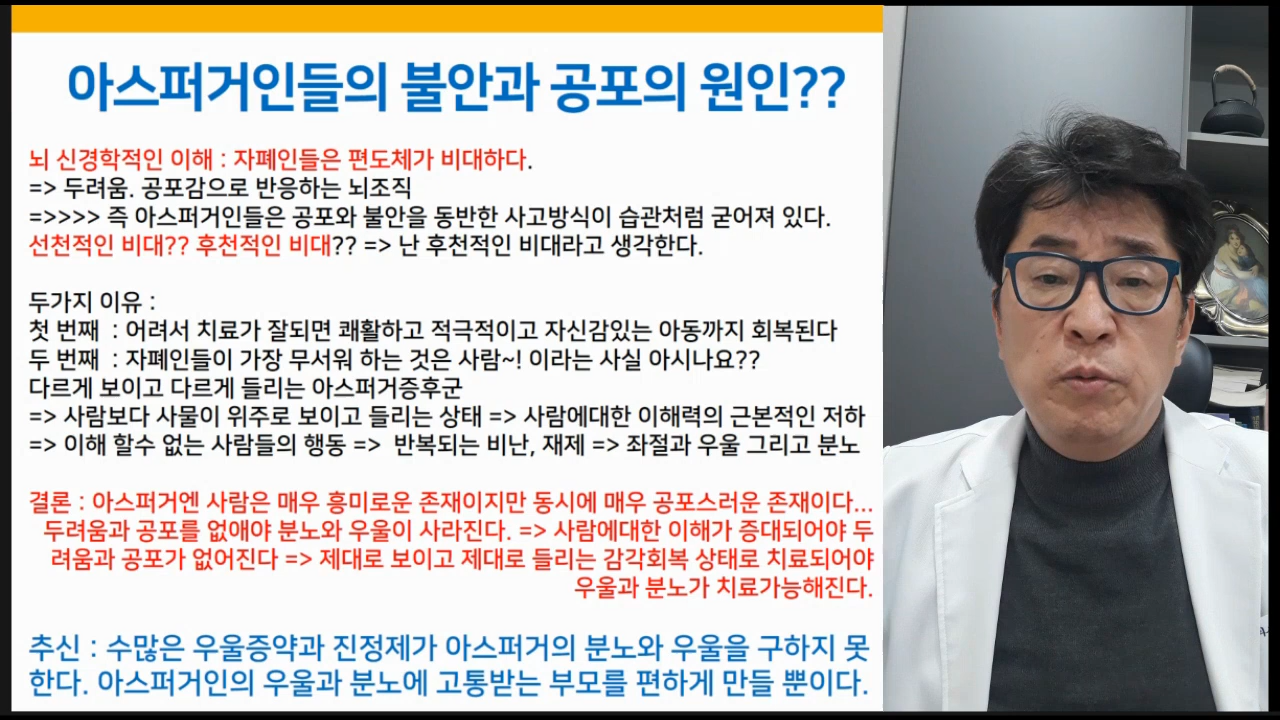 아스퍼거인들의 불안과 공포의 원인??
뇌 신경학적인 이해 : 자폐인들은 편도체가 비대하다.
=> 두려움. 공포감으로 반응하는 뇌조직
=>>>> 즉 아스퍼거인들은 공포와 불안을 동반한 사고방식이 습관처럼 굳어져 있다.
선천적인 비대?? 후천적인 비대?? => 난 후천적인 비대라고 생각한다.
두가지 이유 :
첫 번째 : 어려서 치료가 잘되면 쾌활하고 적극적이고 자신감있는 아동까지 회복된다
두 번째 : 자폐인들이 가장 무서워 하는 것은 사람~! 이라는 사실 아시나요??
다르게 보이고 다르게 들리는 아스퍼거증후군
=> 사람보다 사물이 위주로 보이고 들리는 상태 => 사람에대한 이해력의 근본적인 저하
=> 이해 할수 없는 사람들의 행동 => 반복되는 비난, 재제 => 좌절과 우울 그리고 분노
결론 : 아스퍼거엔 사람은 매우 흥미로운 존재이지만 동시에 매우 공포스러운 존재이다...
두려움과 공포를 없애야 분노와 우울이 사라진다. => 사람에대한 이해가 증대되어야 두
려움과 공포가 없어진다 => 제대로 보이고 제대로 들리는 감각회복 상태로 치료되어야
우울과 분노가 치료가능해진다.
추신 : 수많은 우울증약과 진정제가 아스퍼거의 분노와 우울을 구하지 못
한다. 아스퍼거인의 우울과 분노에 고통받는 부모를 편하게 만들 뿐이다.